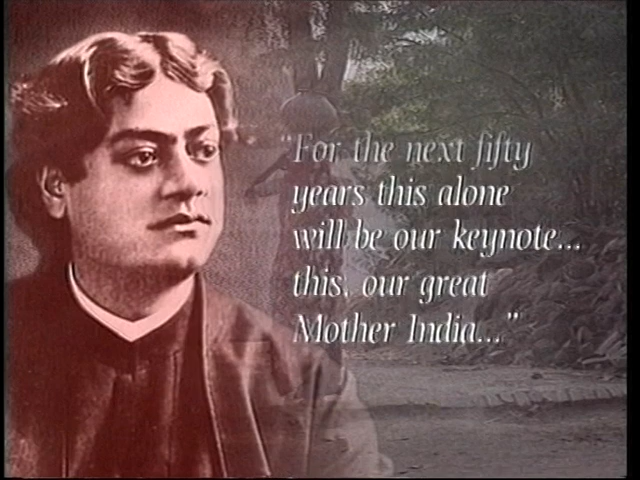 “For the next fifty
years this alone
will be our keynote...
this, our great
Mother India...”